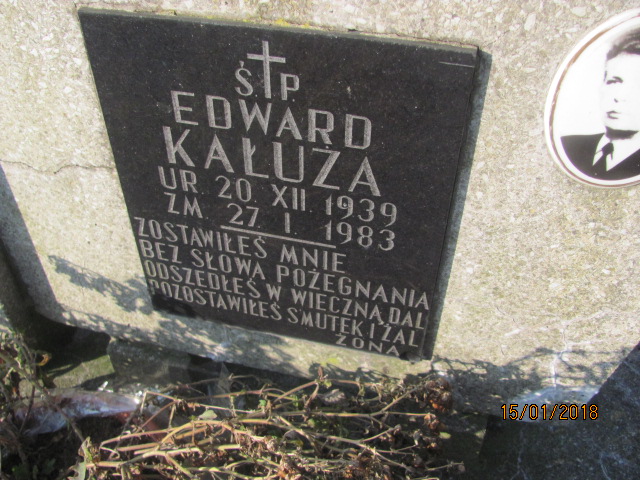 Ś P
EDWARD
KAŁUŻA
UR. 20. XII 1939
ZM. 27. I. 1983
ZOSTAWIŁEŚ MNIE
BEZ SŁOWA POŻEGNANIA
ODSZEDŁEŚ W WIECZNĄ DAL
POZOSTAWIŁEŚ SMUTEK I ŻAL
ŻONA
15/01/2018